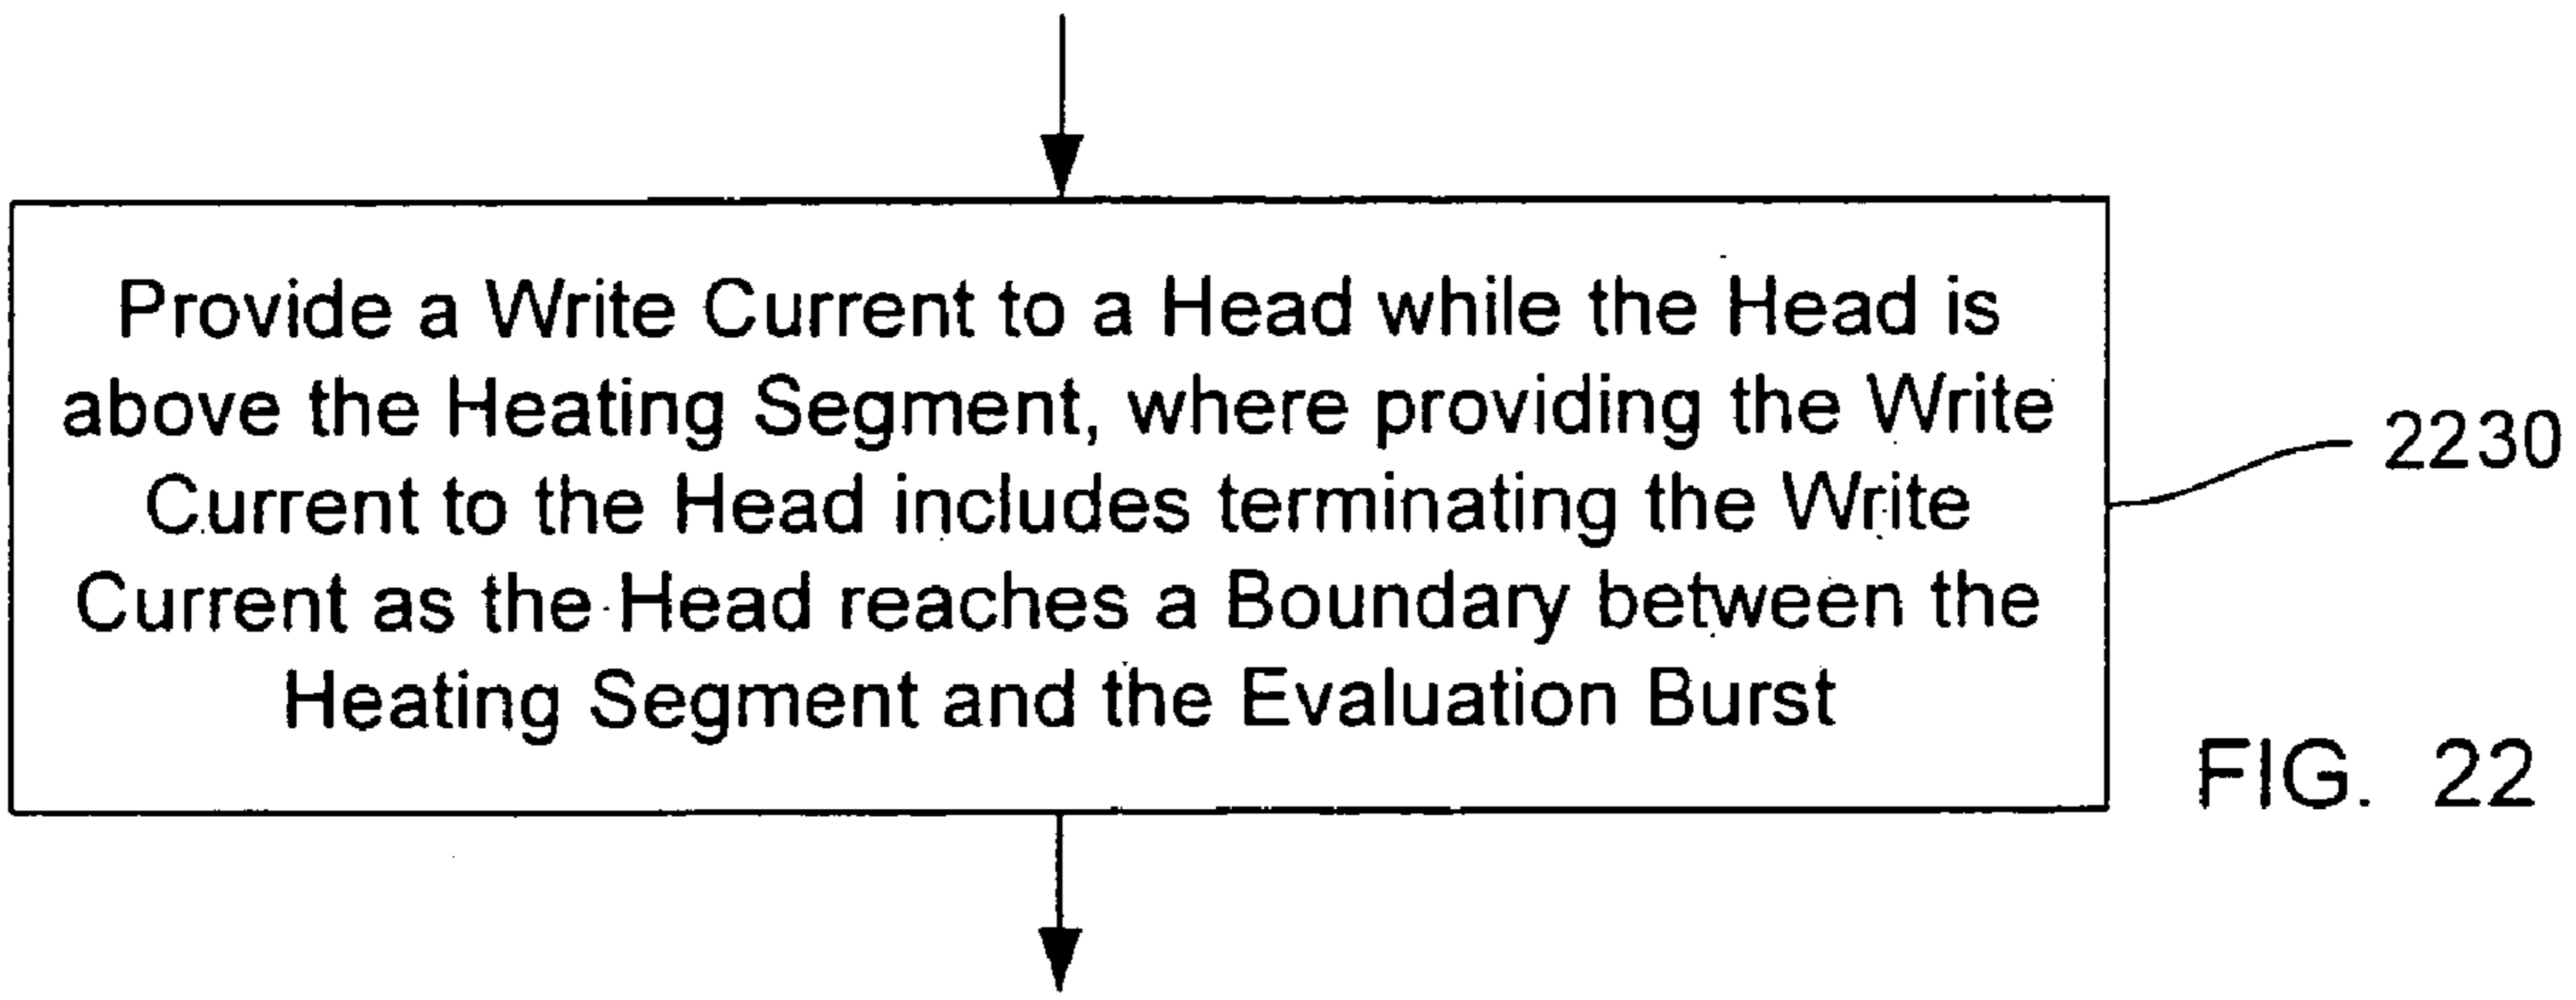 Provide a Write Current to a Head while the Head is
above the Heating Segment, where providing the Write
Current to the Head includes terminating the Write
Current as the Head reaches a Boundary between the
Heating Segment and the Evaluation Burst
2230
FIG. 22